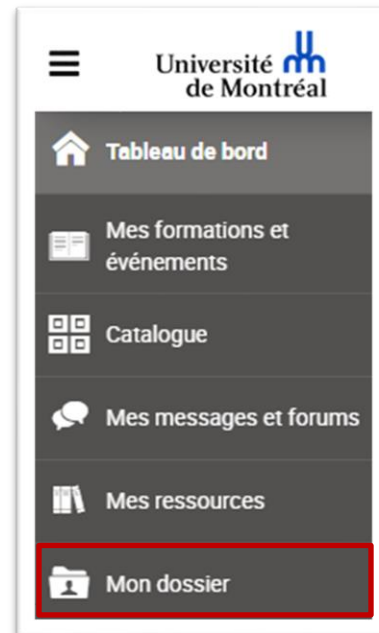 Université
de Montréal
Tableau de bord
Mes formations et
événements
Catalogue
Mes messages et forums
Mes ressources
Mon dossier